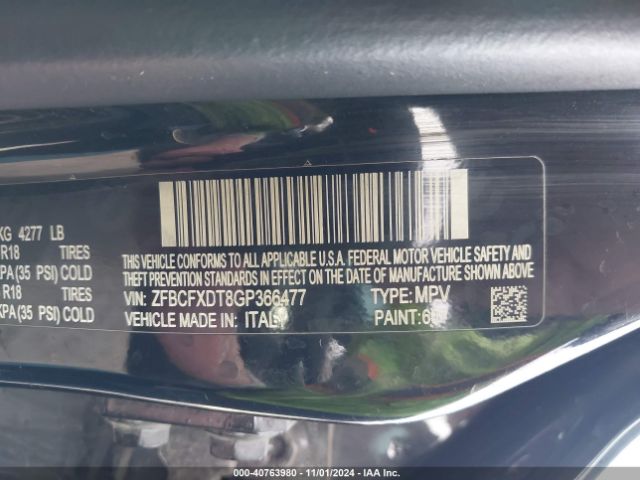 KG 4277 LB
R18 TIRES
KPA (35 PSI) COLD
R18 TIRES
KPA (35 PSI) COLD
THIS VEHICLE CONFORMS TO ALL APPLICABLE U.S.A. FEDERAL MOTOR VEHICLE SAFETY AND
THEFT PREVENTION STANDARDS IN EFFECT ON THE DATE OF MANUFACTURE SHOWN ABOVE.
VIN: ZFBCFXDT8GP366477 TYPE: MPV
VEHICLE MADE IN: ITALY PAINT:
000-40763980 - 11/01/2024 - IAA Inc.